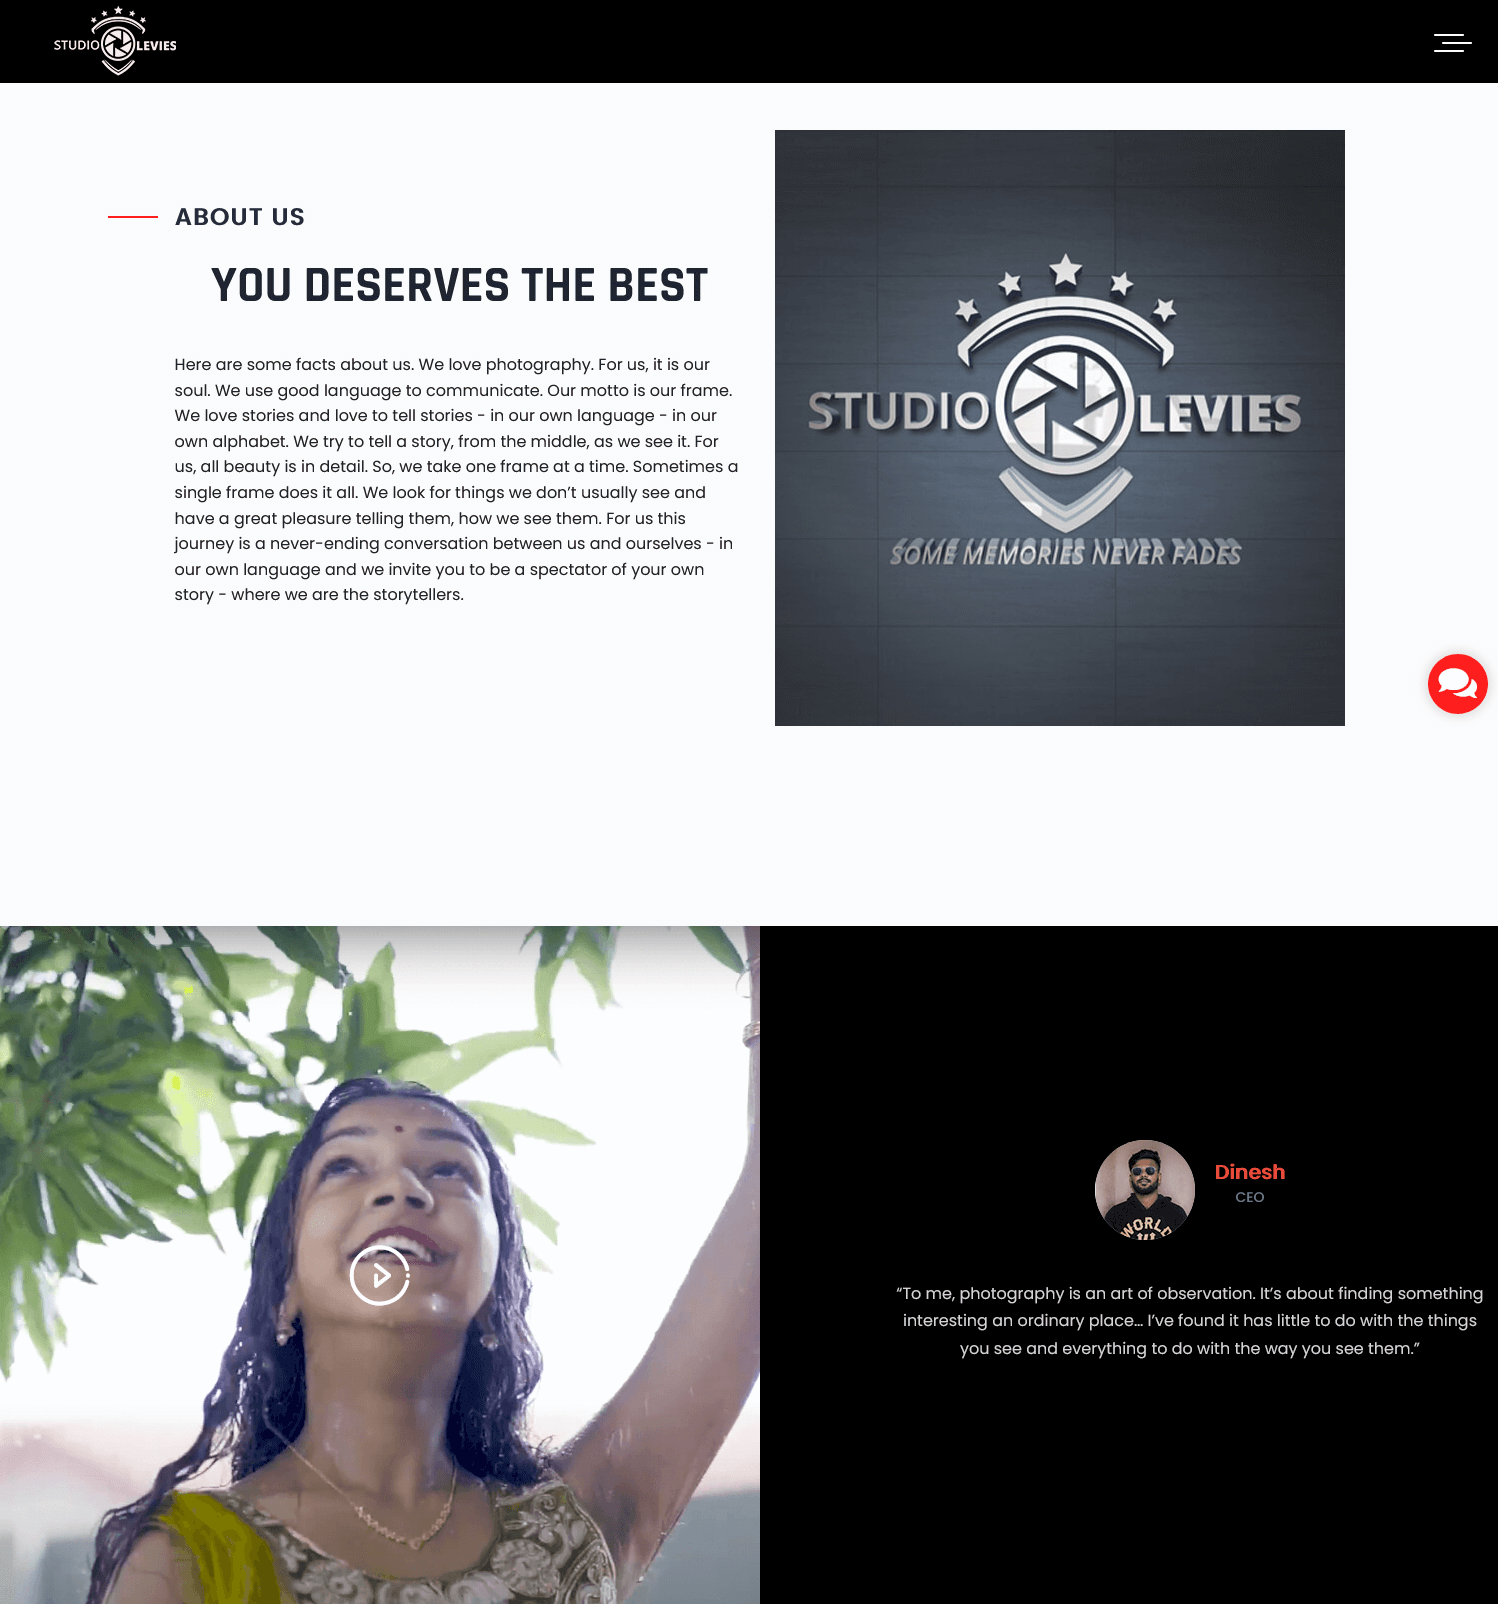 STUDIO LEVIES
ABOUT US
YOU DESERVES THE BEST
Here are some facts about us. We love photography. For us, it is our
soul. We use good language to communicate. Our motto is our frame.
We love stories and love to tell stories - in our own language - in our
own alphabet. We try to tell a story, from the middle, as we see it. For
us, all beauty is in detail. So, we take one frame at a time. Sometimes a
single frame does it all. We look for things we don’t usually see and
have a great pleasure telling them, how we see them. For us this
journey is a never-ending conversation between us and ourselves - in
our own language and we invite you to be a spectator of your own
story - where we are the storytellers.
STUDIO LEVIES
SOME MEMORIES NEVER FADES
Dinesh
CEO
WORLD
“To me, photography is an art of observation. It’s about finding something
interesting an ordinary place… I’ve found it has little to do with the things
you see and everything to do with the way you see them.”